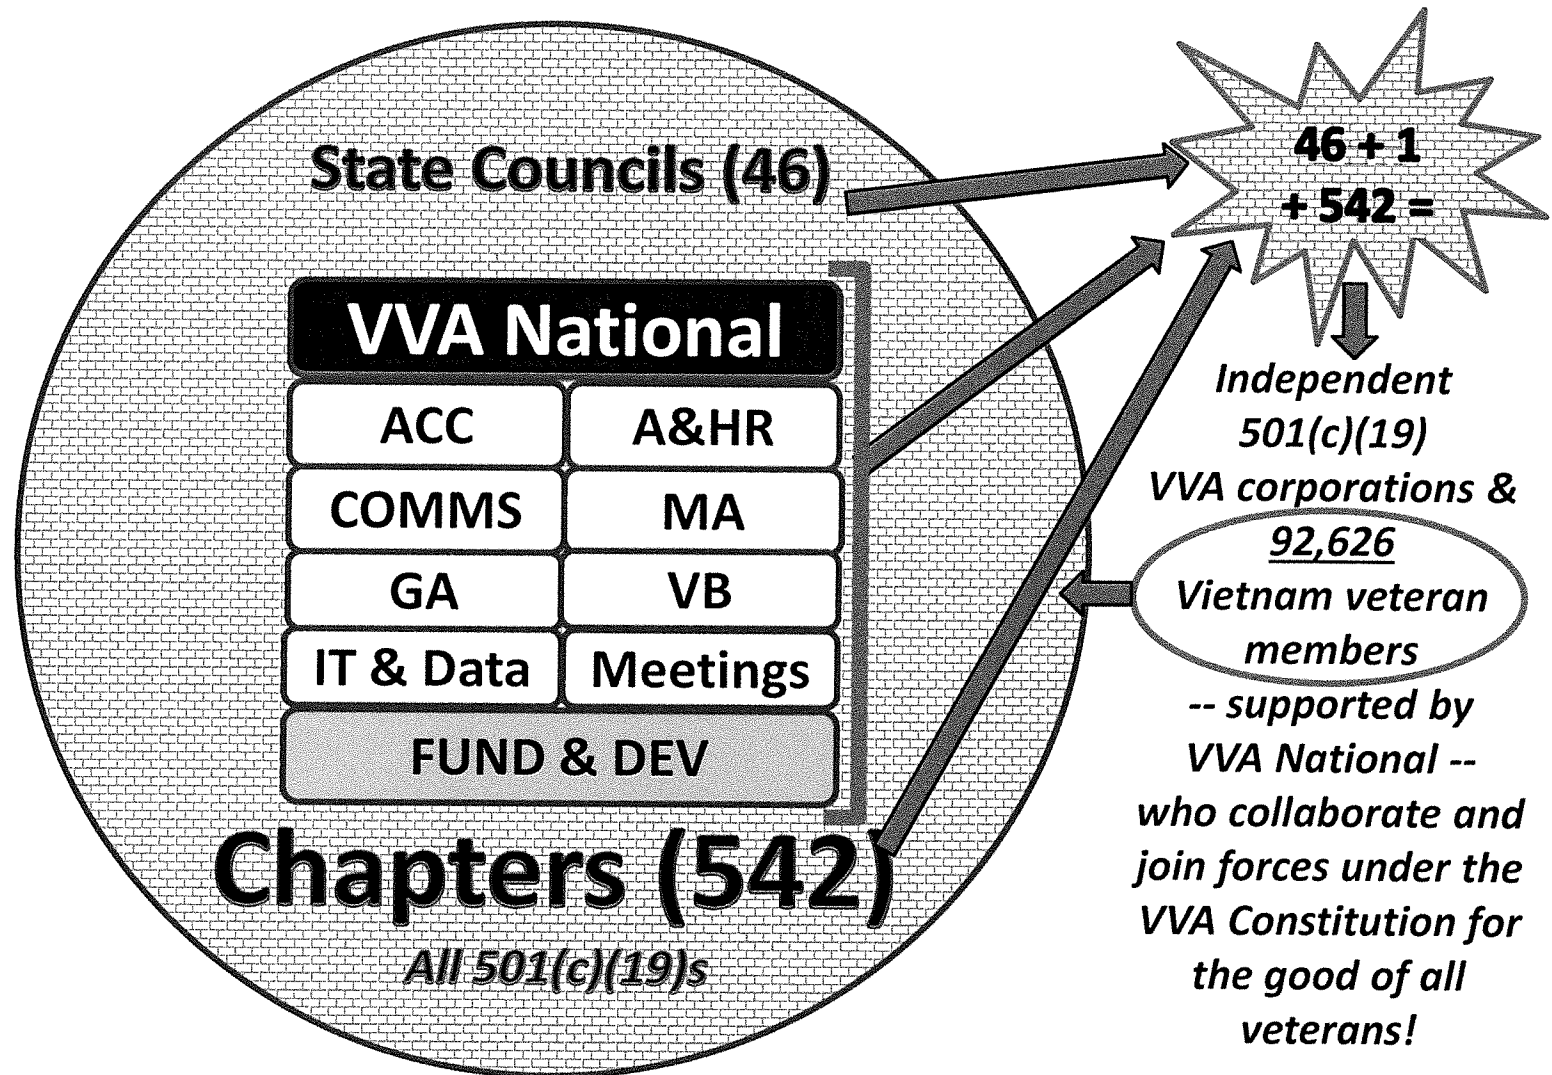 State Councils (46)
VVA National
ACC
A&HR
COMMS
MA
GA
VB
IT & Data
Meetings
FUND & DEV
Chapters (542)
All 501(c)(19)s
46 + 1
+ 542 =
Independent
501(c)(19)
VVA corporations &
92,626
Vietnam veteran
members
-- supported by
VVA National --
who collaborate and
join forces under the
VVA Constitution for
the good of all
veterans!